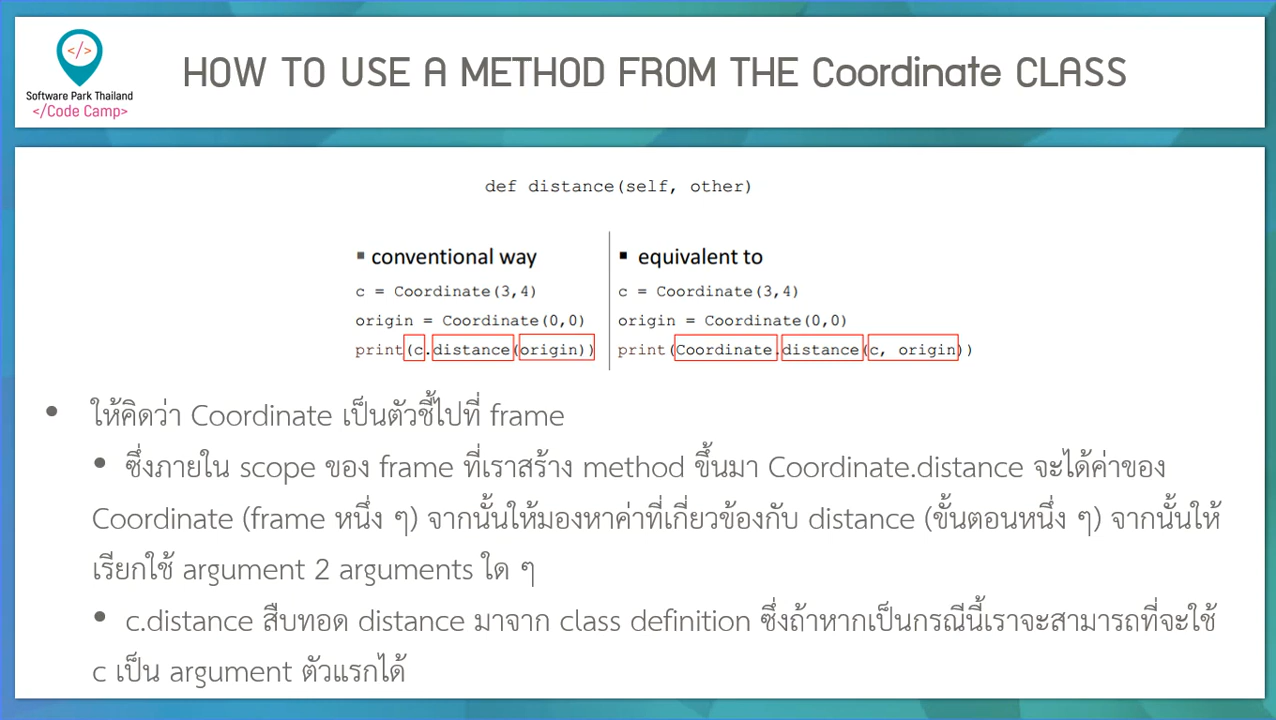 </>
Software Park Thailand
</Code Camp>
HOW TO USE A METHOD FROM THE Coordinate CLASS
def distance(self, other)
▪ conventional way
c = Coordinate(3,4)
origin = Coordinate(0,0)
print(c.distance(origin))
▪ equivalent to
c = Coordinate(3,4)
origin = Coordinate(0,0)
print(Coordinate.distance(c, origin))
• ให้คิดว่า Coordinate เป็นตัวชี้ไปที่ frame
• ซึ่งภายใน scope ของ frame ที่เราสร้าง method ขึ้นมา Coordinate.distance จะได้ค่าของ
Coordinate (frame หนึ่ง ๆ) จากนั้นให้มองหาค่าที่เกี่ยวข้องกับ distance (ขั้นตอนหนึ่ง ๆ) จากนั้นให้
เรียกใช้ argument 2 arguments ใด ๆ
• c.distance สืบทอด distance มาจาก class definition ซึ่งถ้าหากเป็นกรณีนี้เราจะสามารถที่จะใช้
c เป็น argument ตัวแรกได้